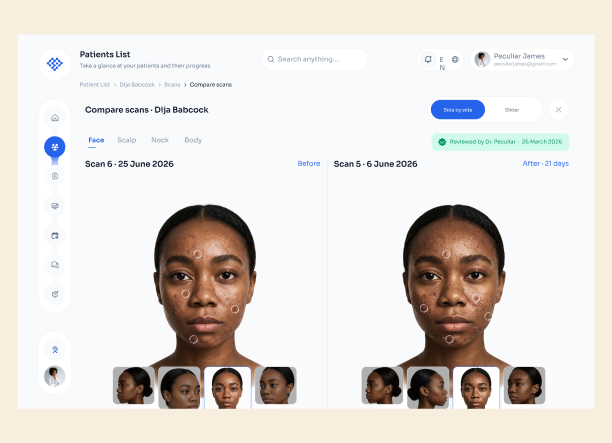 Patients List
Take a glance at your patients and their progress
Search anything...
EN
Peculiar James
peculiarjames@gmail.com
Patient List > Dija Babcock > Scans > Compare scans
Compare scans · Dija Babcock
Side by side
Slider
Face
Scalp
Neck
Body
Reviewed by Dr. Peculiar · 26 March 2026
Scan 6 · 25 June 2026
Before
Scan 5 · 6 June 2026
After · 21 days